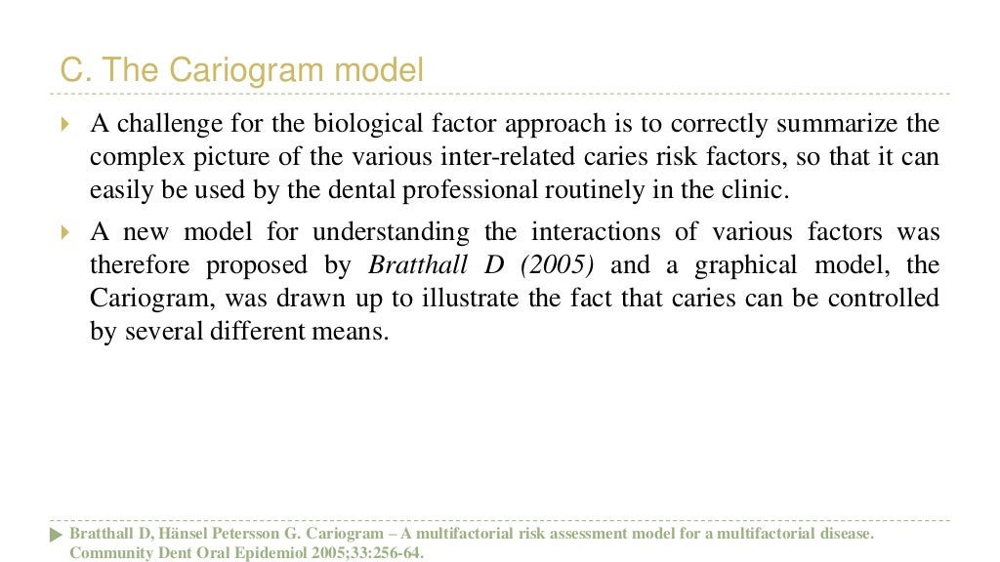 C. The Cariogram model
A challenge for the biological factor approach is to correctly summarize the
complex picture of the various inter-related caries risk factors, so that it can
easily be used by the dental professional routinely in the clinic.
A new model for understanding the interactions of various factors was
therefore proposed by Bratthall D (2005) and a graphical model, the
Cariogram, was drawn up to illustrate the fact that caries can be controlled
by several different means.
Bratthall D, Hänsel Petersson G. Cariogram – A multifactorial risk assessment model for a multifactorial disease.
Community Dent Oral Epidemiol 2005;33:256-64.